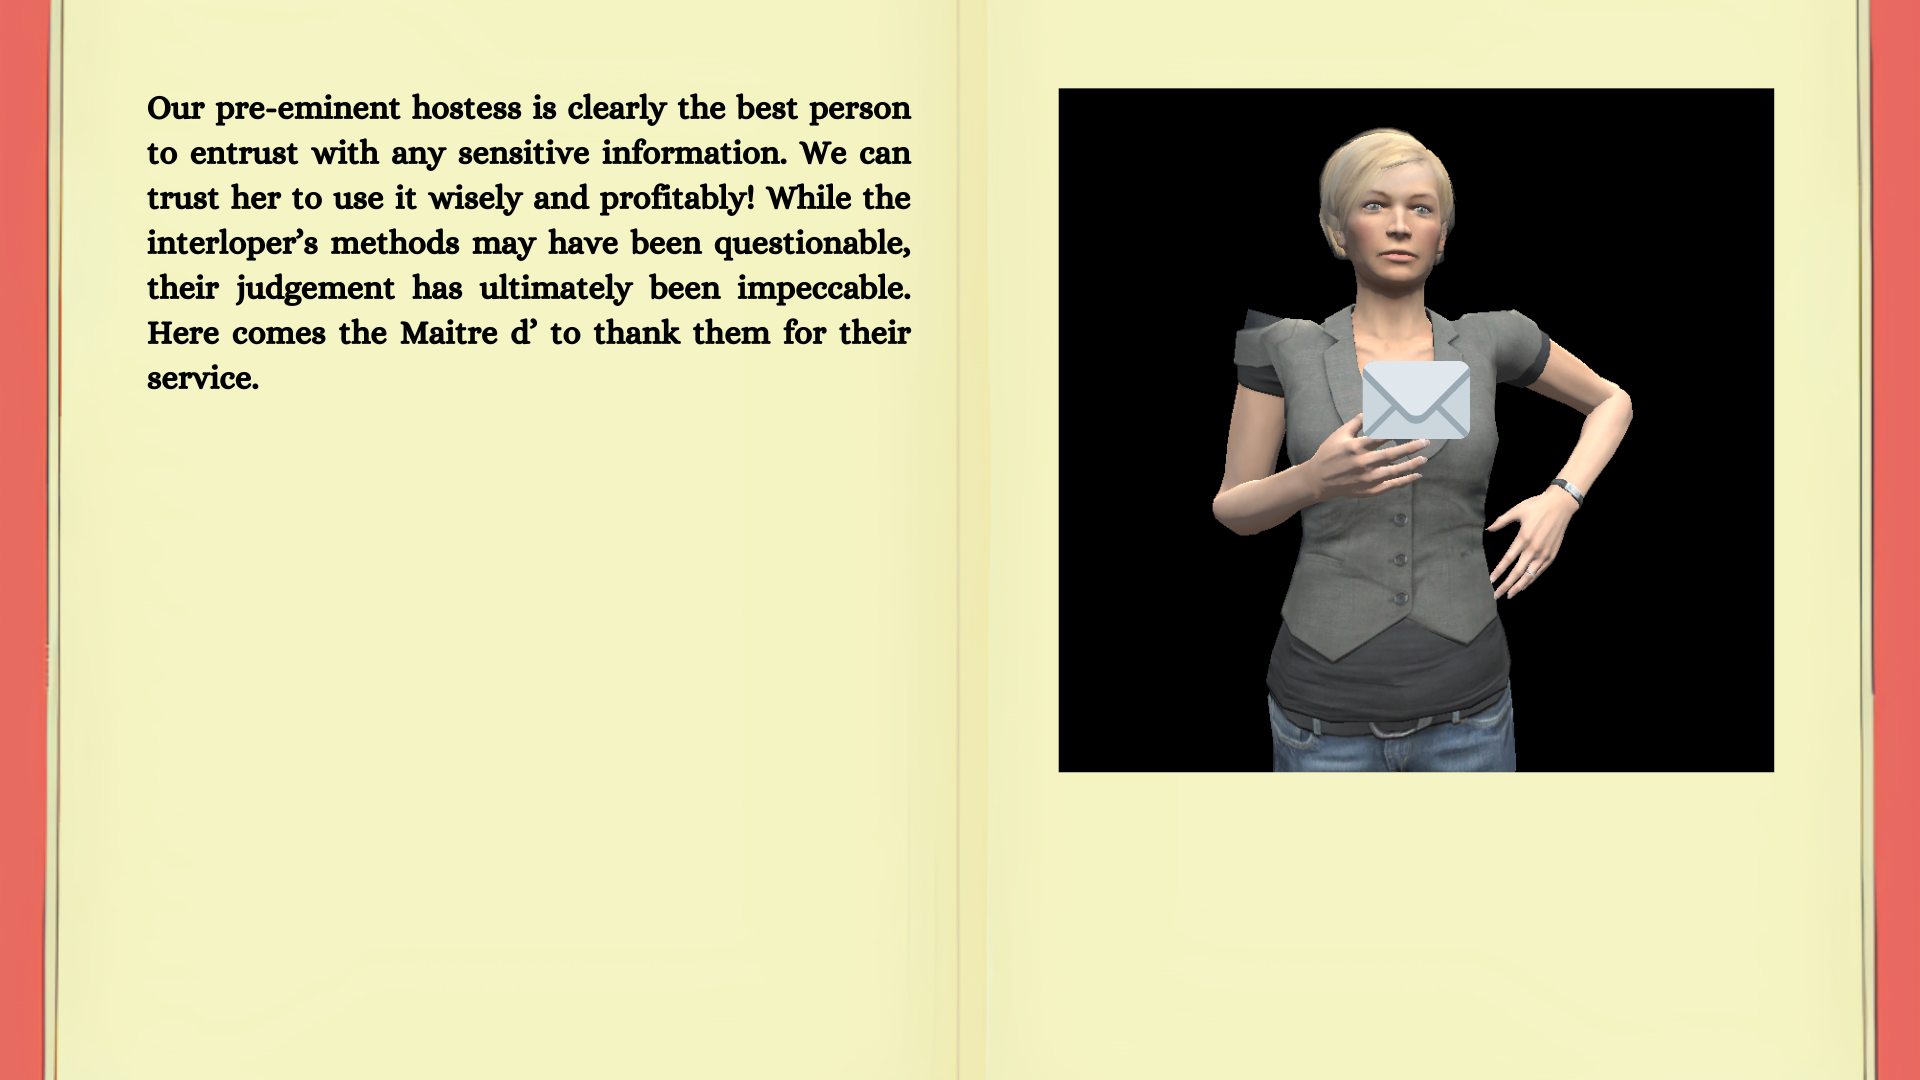 Our pre-eminent hostess is clearly the best person
to entrust with any sensitive information. We can
trust her to use it wisely and profitably! While the
interloper’s methods may have been questionable,
their judgement has ultimately been impeccable.
Here comes the Maitre d’ to thank them for their
service.